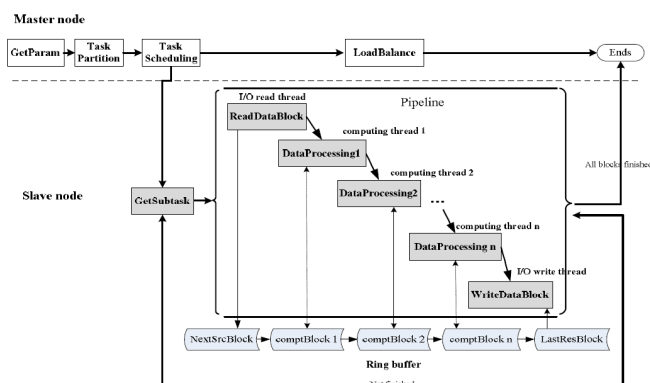 Master node
GetParam
Task
Partition
Task
Scheduling
LoadBalance
Ends
I/O read thread
Pipeline
ReadDataBlock
computing thread 1
DataProcessing1
computing thread 2
All blocks finished
DataProcessing2
Slave node
GetSubtask
...
computing thread n
DataProcessing n
I/O write thread
WriteDataBlock
NextSrcBlock
comptBlock 1
comptBlock 2
comptBlock n
LastResBlock
Ring buffer
Not finished